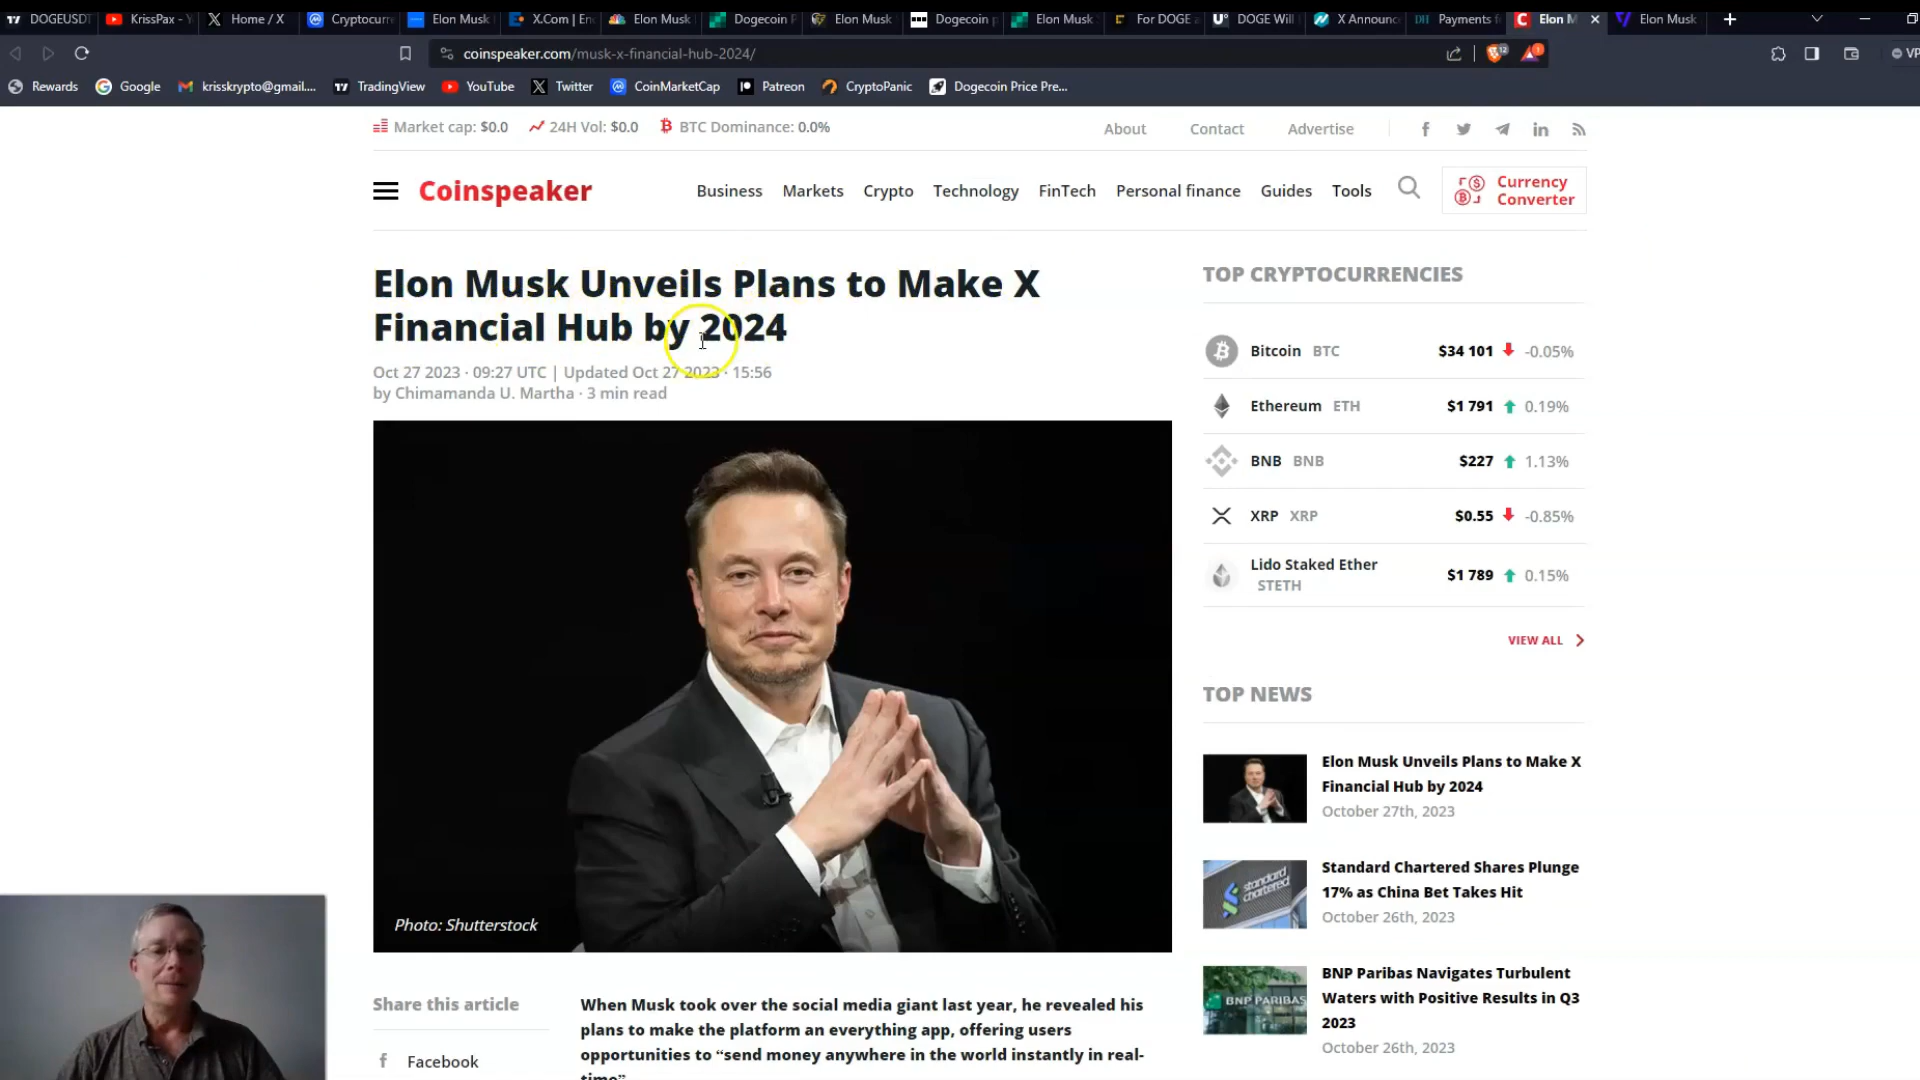 DOGEUSDT
KrissPax - Y
Home / X
Cryptocurr
Elon Musk
X.Com | En
Elon Musk
Dogecoin P
Elon Musk
Dogecoin p
Elon Musk
For DOGE a
DOGE Will
X Announc
Payments f
Elon M
Elon Musk
coinspeaker.com/musk-x-financial-hub-2024/
12
1
VP
Rewards
Google
krisskrypto@gmail....
TradingView
YouTube
Twitter
CoinMarketCap
Patreon
CryptoPanic
Dogecoin Price Pre...
Market cap: $0.0
24H Vol: $0.0
BTC Dominance: 0.0%
About
Contact
Advertise
Coinspeaker
Business
Markets
Crypto
Technology
FinTech
Personal finance
Guides
Tools
Currency
Converter
Elon Musk Unveils Plans to Make X
Financial Hub by 2024
Oct 27 2023 · 09:27 UTC | Updated Oct 27 2023 · 15:56
by Chimamanda U. Martha · 3 min read
Photo: Shutterstock
Share this article
Facebook
When Musk took over the social media giant last year, he revealed his
plans to make the platform an everything app, offering users
opportunities to “send money anywhere in the world instantly in real-
time”
TOP CRYPTOCURRENCIES
Bitcoin BTC $34 101 -0.05%
Ethereum ETH $1 791 0.19%
BNB BNB $227 1.13%
XRP XRP $0.55 -0.85%
Lido Staked Ether
STETH
$1 789 0.15%
VIEW ALL
TOP NEWS
Elon Musk Unveils Plans to Make X
Financial Hub by 2024
October 27th, 2023
standard
chartered
Standard Chartered Shares Plunge
17% as China Bet Takes Hit
October 26th, 2023
BNP PARIBAS
BNP Paribas Navigates Turbulent
Waters with Positive Results in Q3
2023
October 26th, 2023